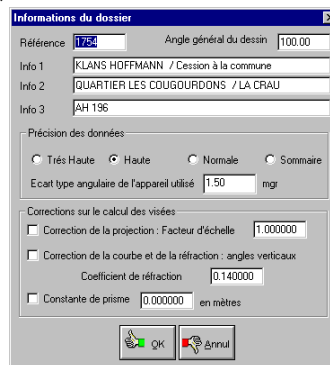 Informations du dossier
Référence 1754 Angle général du dessin 100.00
Info 1 KLANS HOFFMANN / Cession à la commune
Info 2 QUARTIER LES COUGOURDONS / LA CRAU
Info 3 AH 196
Précision des données
Trés Haute Haute Normale Sommaire
Ecart type angulaire de l'appareil utilisé 1.50 mgr
Corrections sur le calcul des visées
Correction de la projection : Facteur d'échelle 1.000000
Correction de la courbe et de la réfraction : angles verticaux
Coefficient de réfraction 0.140000
Constante de prisme 0.000000 en mètres
OK Annul